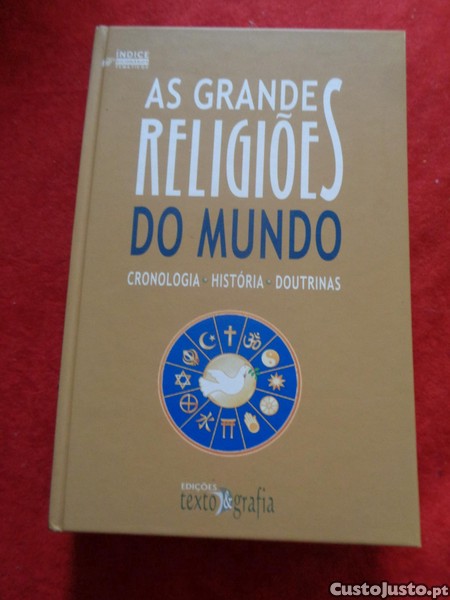 ÍNDICE
AS GRANDES
RELIGIÕES
DO MUNDO
CRONOLOGIA · HISTÓRIA · DOUTRINAS
EDIÇÕES
texto&grafia
CustoJusto.pt